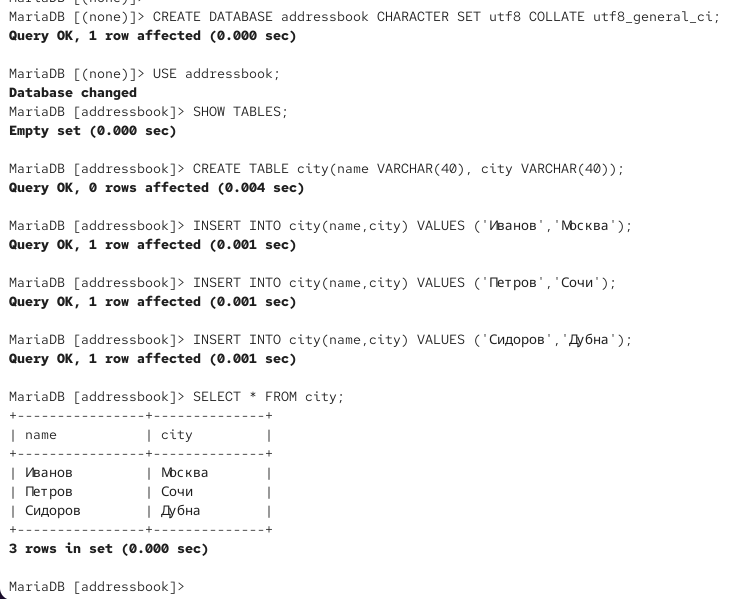 MariaDB [(none)]>
MariaDB [(none)]> CREATE DATABASE addressbook CHARACTER SET utf8 COLLATE utf8_general_ci;
Query OK, 1 row affected (0.000 sec)
MariaDB [(none)]> USE addressbook;
Database changed
MariaDB [addressbook]> SHOW TABLES;
Empty set (0.000 sec)
MariaDB [addressbook]> CREATE TABLE city(name VARCHAR(40), city VARCHAR(40));
Query OK, 0 rows affected (0.004 sec)
MariaDB [addressbook]> INSERT INTO city(name,city) VALUES ('Иванов','Москва');
Query OK, 1 row affected (0.001 sec)
MariaDB [addressbook]> INSERT INTO city(name,city) VALUES ('Петров','Сочи');
Query OK, 1 row affected (0.001 sec)
MariaDB [addressbook]> INSERT INTO city(name,city) VALUES ('Сидоров','Дубна');
Query OK, 1 row affected (0.001 sec)
MariaDB [addressbook]> SELECT * FROM city;
+----------------+--------------+
| name | city |
+----------------+--------------+
| Иванов | Москва |
| Петров | Сочи |
| Сидоров | Дубна |
+----------------+--------------+
3 rows in set (0.000 sec)
MariaDB [addressbook]>